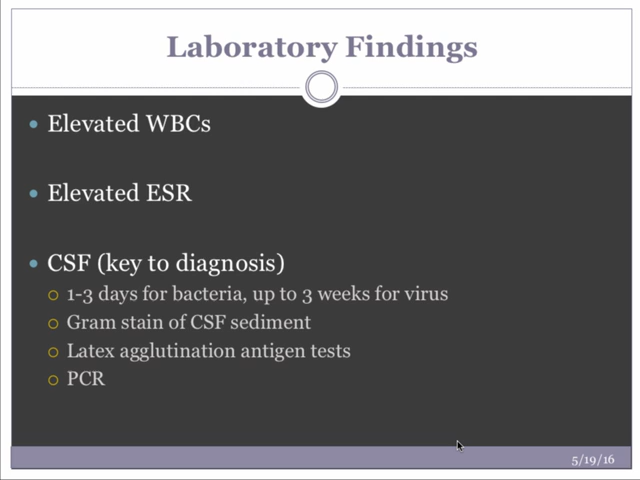 Laboratory Findings
Elevated WBCs
Elevated ESR
CSF (key to diagnosis)
1-3 days for bacteria, up to 3 weeks for virus
Gram stain of CSF sediment
Latex agglutination antigen tests
PCR
5/19/16